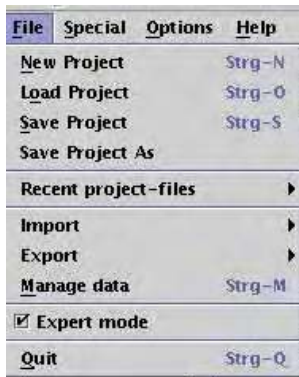 File Special Options Help
New Project Strg-N
Load Project Strg-O
Save Project Strg-S
Save Project As
Recent project-files
Import
Export
Manage data Strg-M
Expert mode
Quit Strg-Q